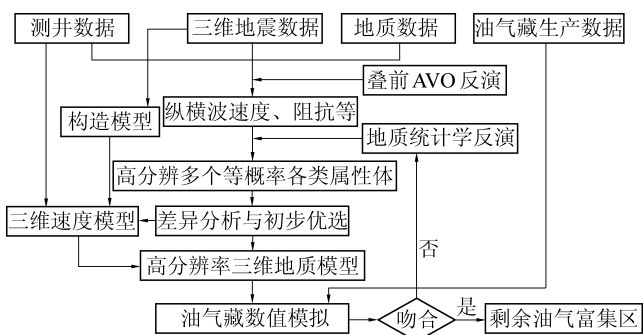 测井数据
三维地震数据
地质数据
油气藏生产数据
叠前AVO反演
构造模型
纵横波速度、阻抗等
地质统计学反演
高分辨多个等概率各类属性体
三维速度模型
差异分析与初步优选
否
高分辨率三维地质模型
油气藏数值模拟
吻合
是
剩余油气富集区